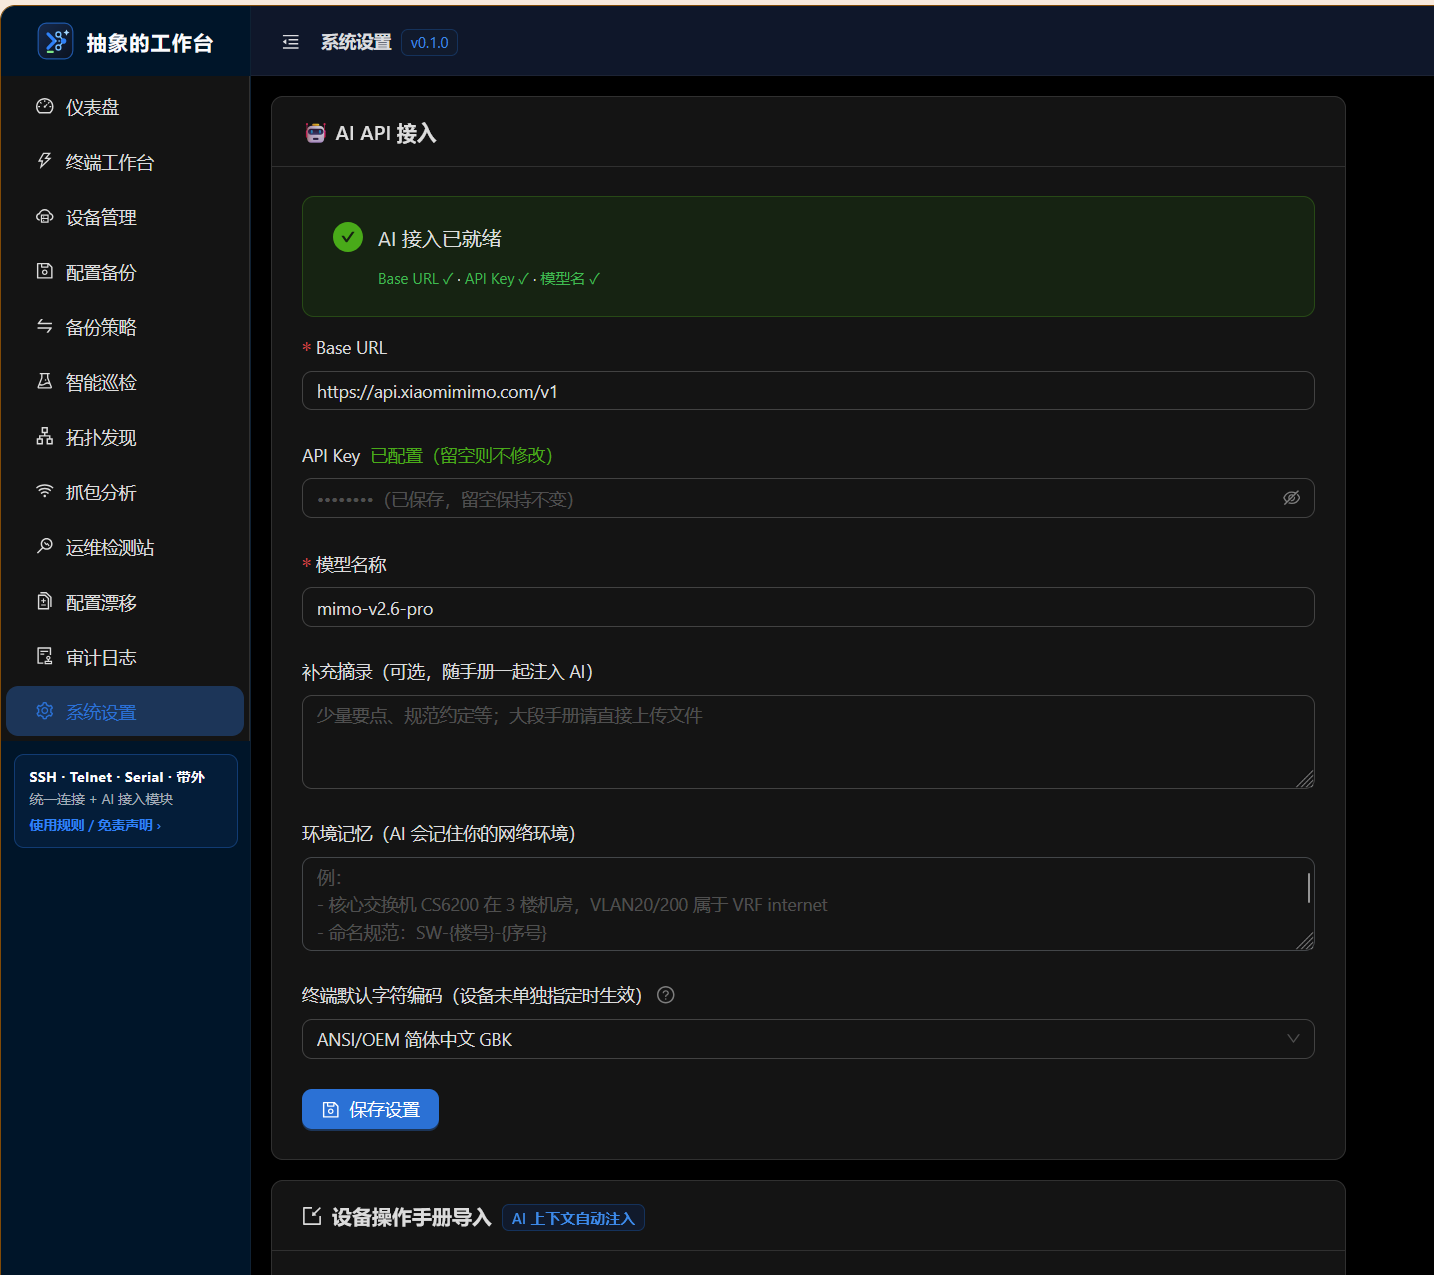 抽象的工作台
系统设置 v0.1.0
仪表盘
终端工作台
设备管理
配置备份
备份策略
智能巡检
拓扑发现
抓包分析
运维检测站
配置漂移
审计日志
系统设置
SSH · Telnet · Serial · 带外
统一连接 + AI 接入模块
使用规则 / 免责声明 ›
AI API 接入
AI 接入已就绪
Base URL ✓ · API Key ✓ · 模型名 ✓
* Base URL
https://api.xiaomimimo.com/v1
API Key 已配置（留空则不修改）
••••••••（已保存，留空保持不变）
* 模型名称
mimo-v2.6-pro
补充摘录（可选，随手册一起注入 AI）
少量要点、规范约定等；大段手册请直接上传文件
环境记忆（AI 会记住你的网络环境）
例：
- 核心交换机 CS6200 在 3 楼机房，VLAN20/200 属于 VRF internet
- 命名规范：SW-{楼号}-{序号}
终端默认字符编码（设备未单独指定时生效）
ANSI/OEM 简体中文 GBK
保存设置
设备操作手册导入 AI 上下文自动注入